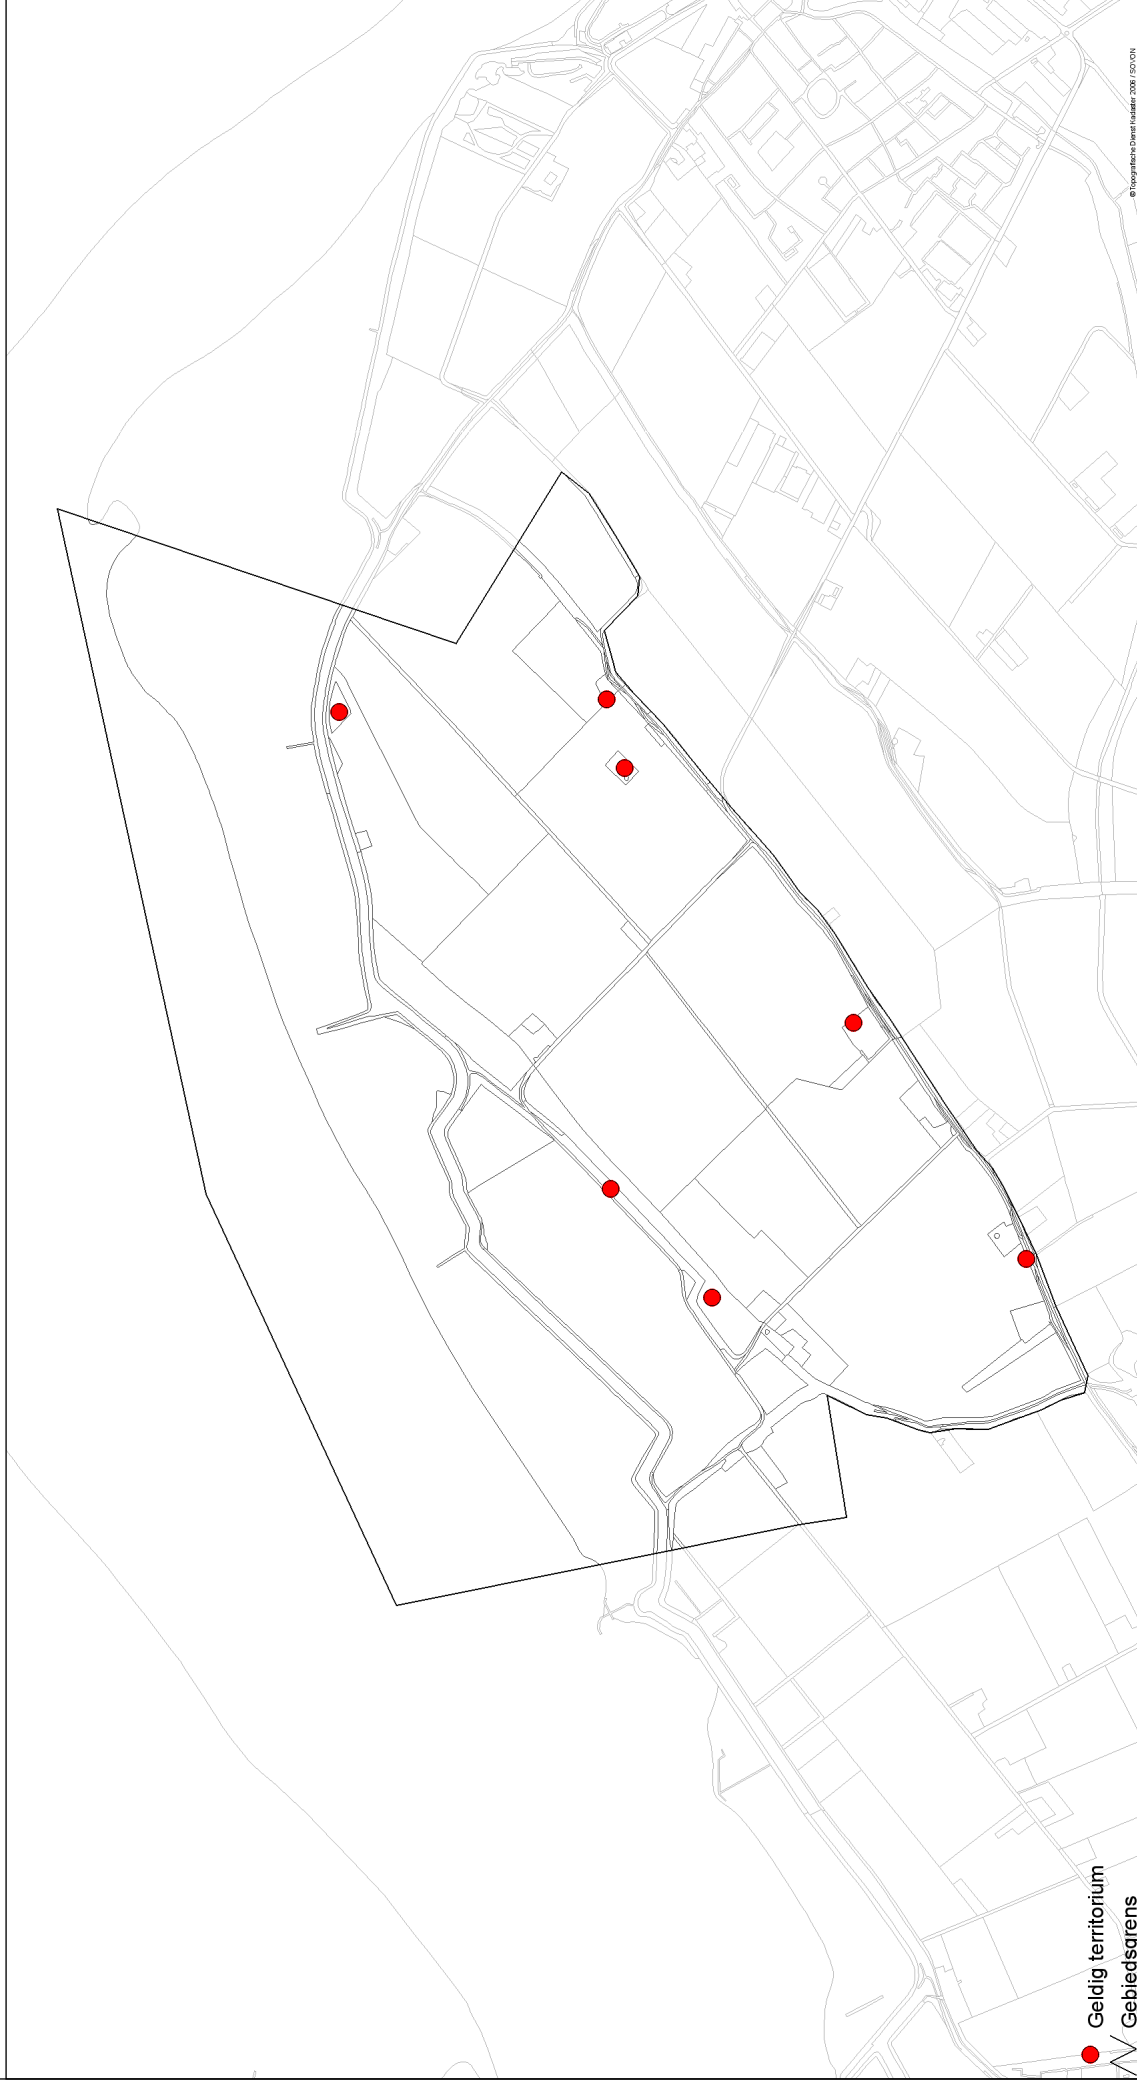 Geldig territorium
Gebiedsgrens
© Topografische Dienst Kadaster 2006 / SOVON